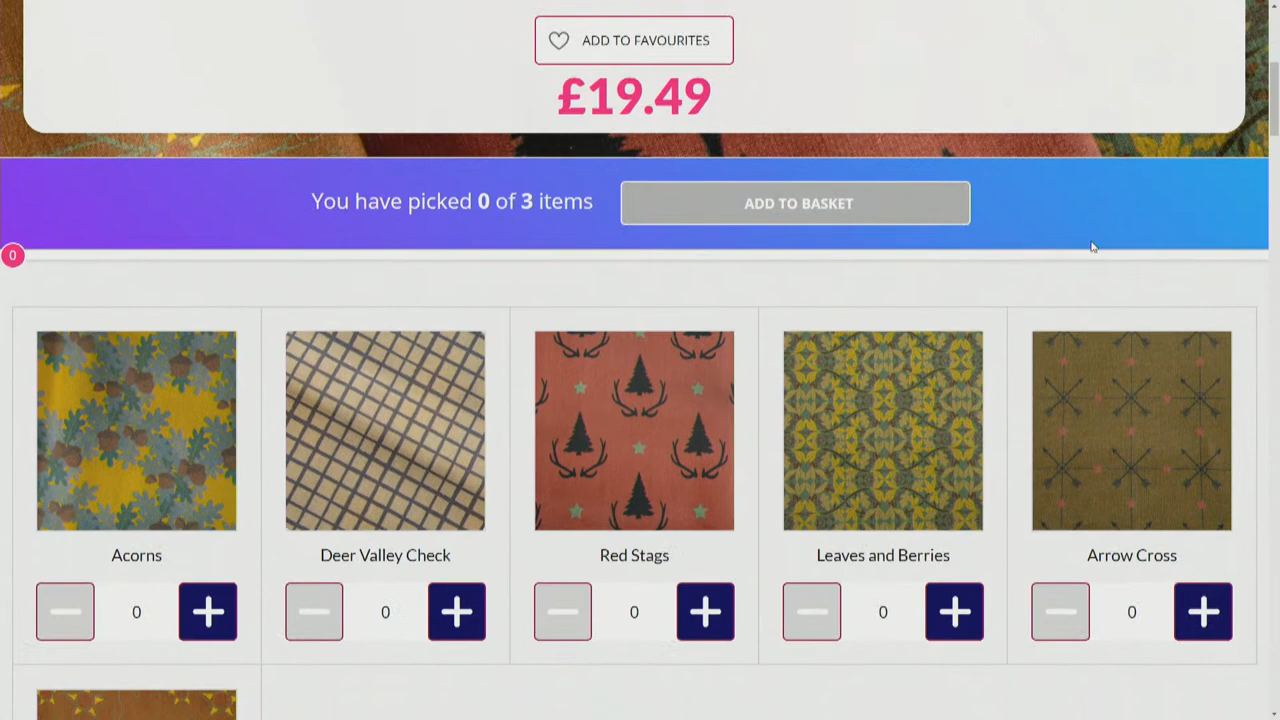 ADD TO FAVOURITES
£19.49
You have picked 0 of 3 items
ADD TO BASKET
0
Acorns
Deer Valley Check
Red Stags
Leaves and Berries
Arrow Cross
0
0
0
0
0